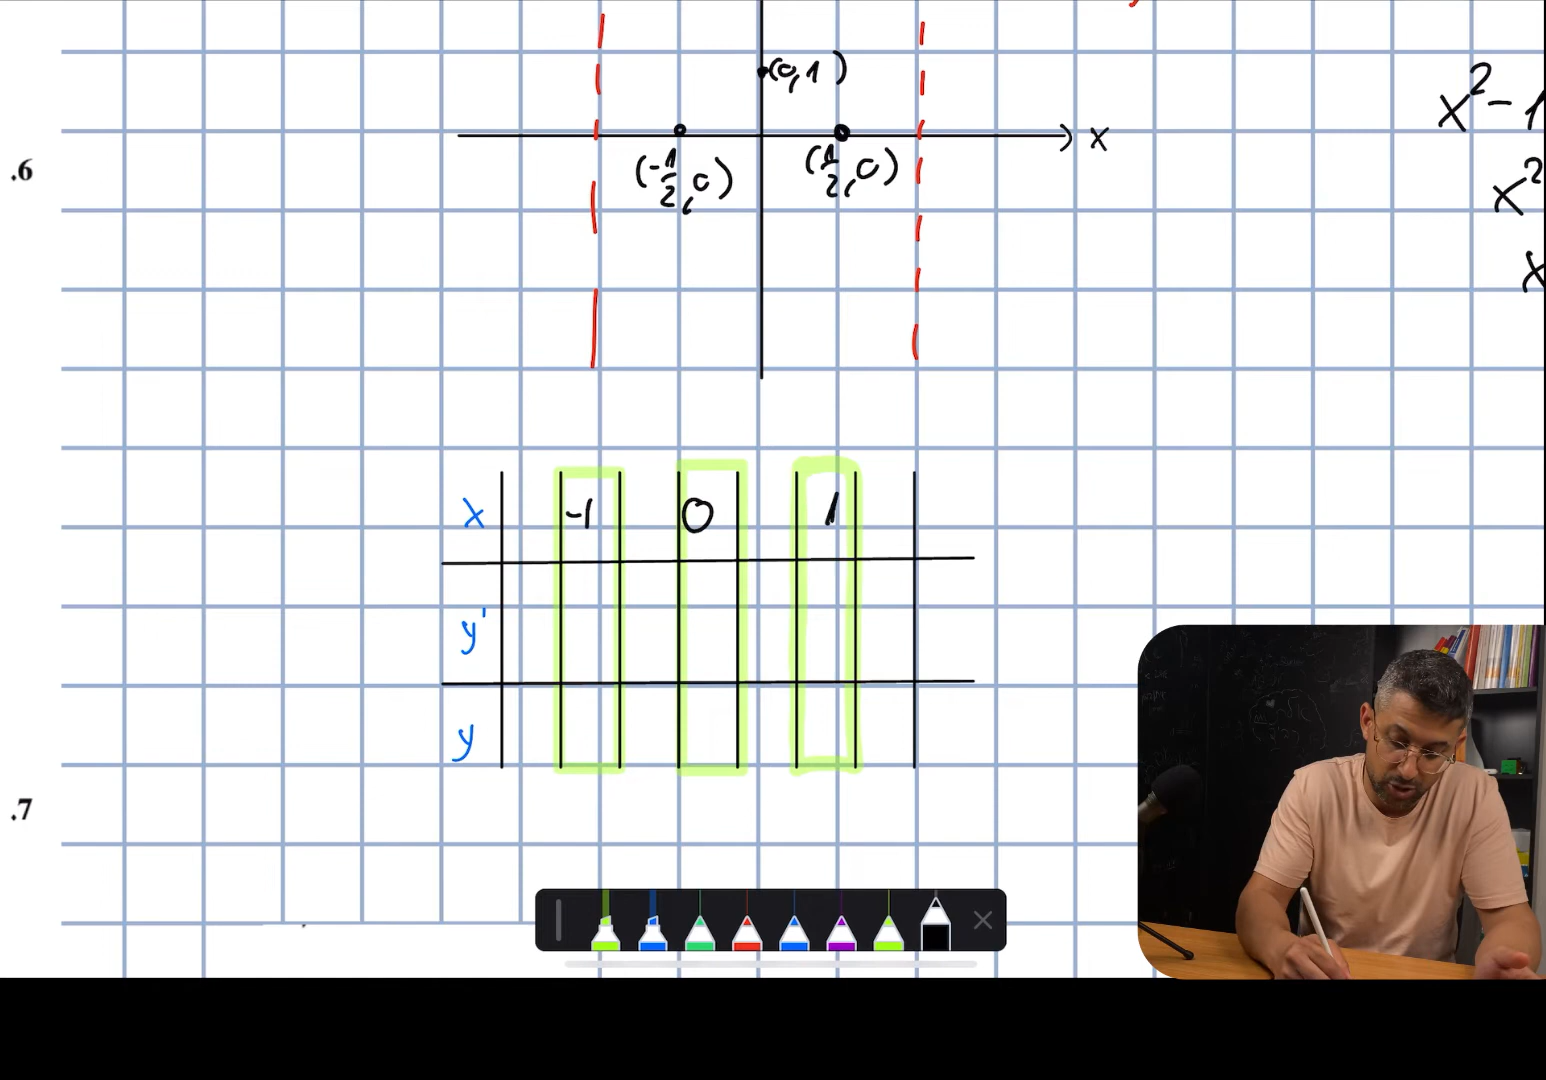 (0,1)
x
(-1/2, 0) (1/2, 0)
x² - 1
x²
x
.6
x -1 0 1
y'
y
.7